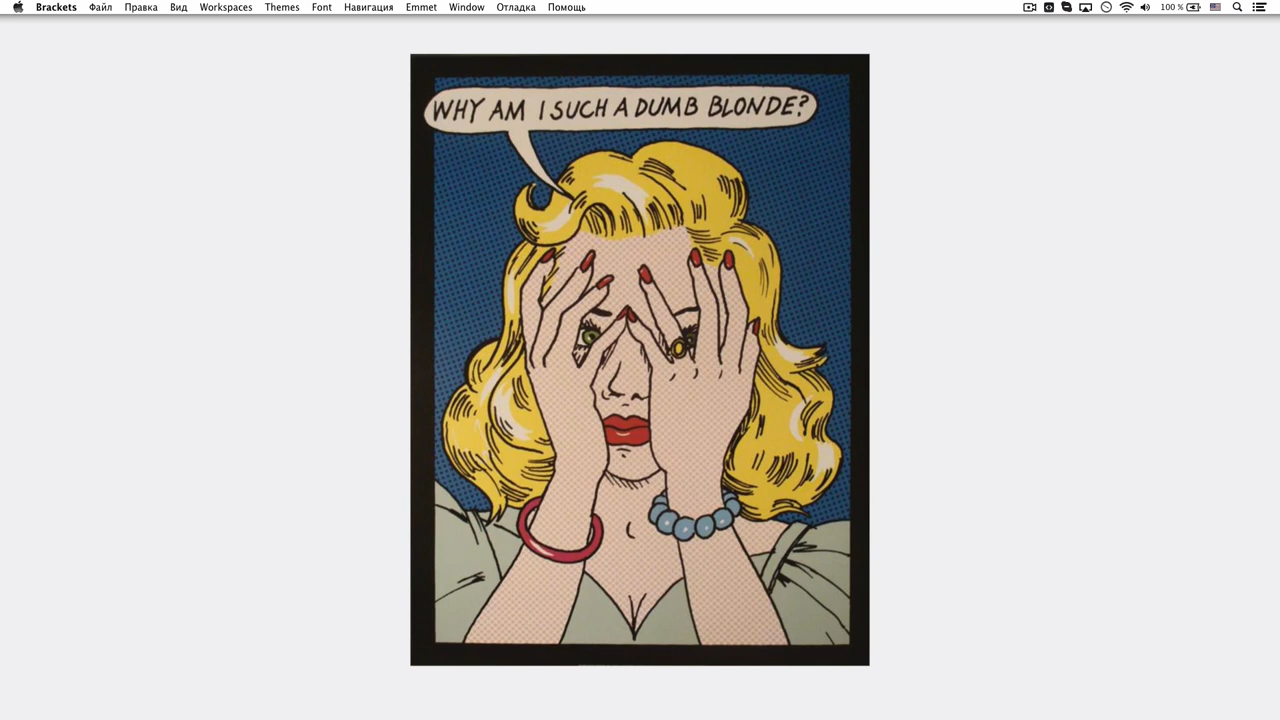 Brackets Файл Правка Вид Workspaces Themes Font Навигация Emmet Window Отладка Помощь 100 %
WHY AM I SUCH A DUMB BLONDE?